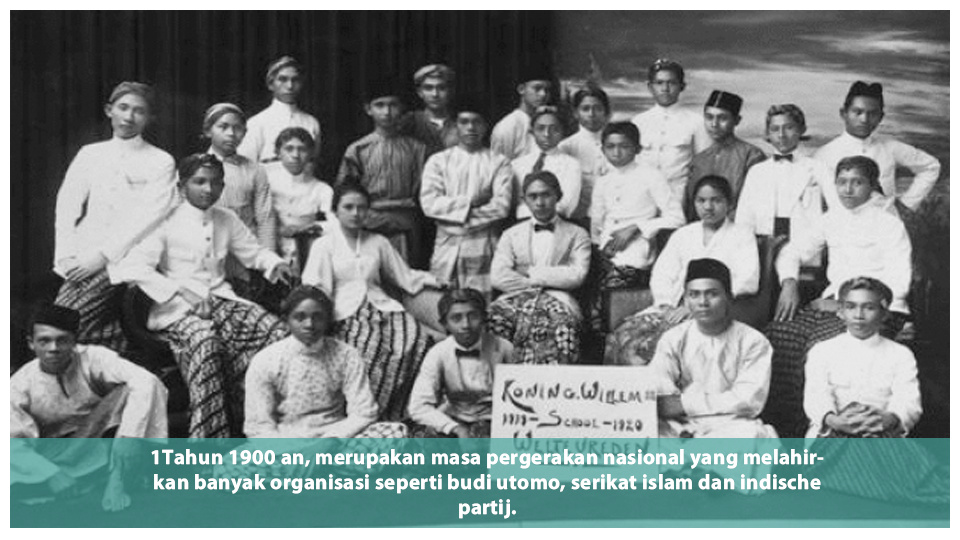 KONING. WILLEM III
1919- SCHOOL -1920
WELTEVREDEN
1Tahun 1900 an, merupakan masa pergerakan nasional yang melahir-
kan banyak organisasi seperti budi utomo, serikat islam dan indische
partij.